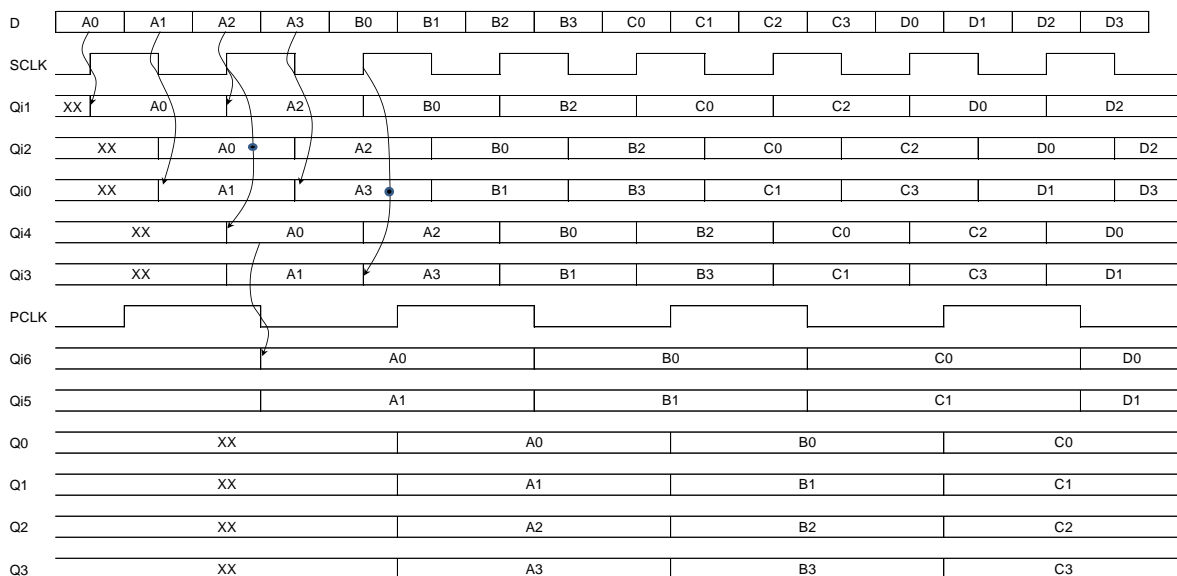 D A0 A1 A2 A3 B0 B1 B2 B3 C0 C1 C2 C3 D0 D1 D2 D3
SCLK
Qi1 XX A0 A2 B0 B2 C0 C2 D0 D2
Qi2 XX A0 A2 B0 B2 C0 C2 D0 D2
Qi0 XX A1 A3 B1 B3 C1 C3 D1 D3
Qi4 XX A0 A2 B0 B2 C0 C2 D0
Qi3 XX A1 A3 B1 B3 C1 C3 D1
PCLK
Qi6 A0 B0 C0 D0
Qi5 A1 B1 C1 D1
Q0 XX A0 B0 C0
Q1 XX A1 B1 C1
Q2 XX A2 B2 C2
Q3 XX A3 B3 C3